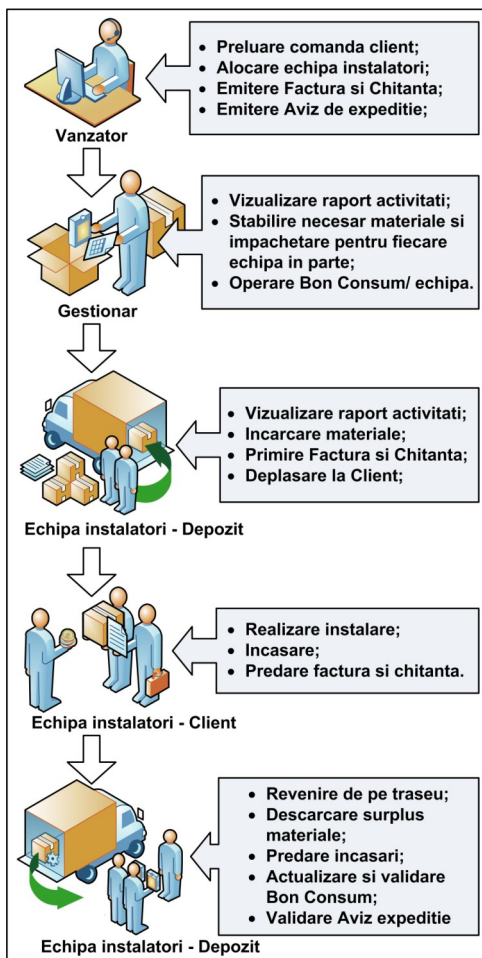 • Preluare comanda client;
• Alocare echipa instalatori;
• Emitere Factura si Chitanta;
• Emitere Aviz de expeditie;
Vanzator
• Vizualizare raport activitati;
• Stabilire necesar materiale si
impachetare pentru fiecare
echipa in parte;
• Operare Bon Consum/ echipa.
Gestionar
• Vizualizare raport activitati;
• Incarcare materiale;
• Primire Factura si Chitanta;
• Deplasare la Client;
Echipa instalatori - Depozit
• Realizare instalare;
• Incasare;
• Predare factura si chitanta.
Echipa instalatori - Client
• Revenire de pe traseu;
• Descarcare surplus
materiale;
• Predare incasari;
• Actualizare si validare
Bon Consum;
• Validare Aviz expeditie
Echipa instalatori - Depozit